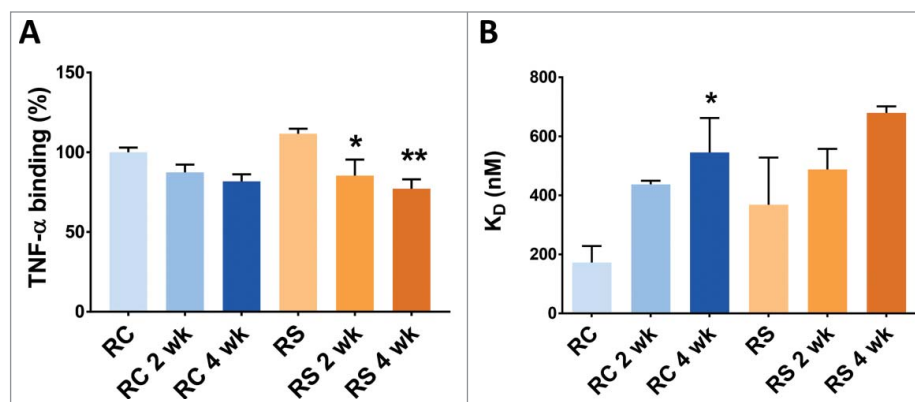 A
TNF-α binding (%)
150
100
50
0
*
**
RC
RC 2 wk
RC 4 wk
RS
RS 2 wk
RS 4 wk
B
K_D (nM)
800
600
400
200
0
*
RC
RC 2 wk
RC 4 wk
RS
RS 2 wk
RS 4 wk